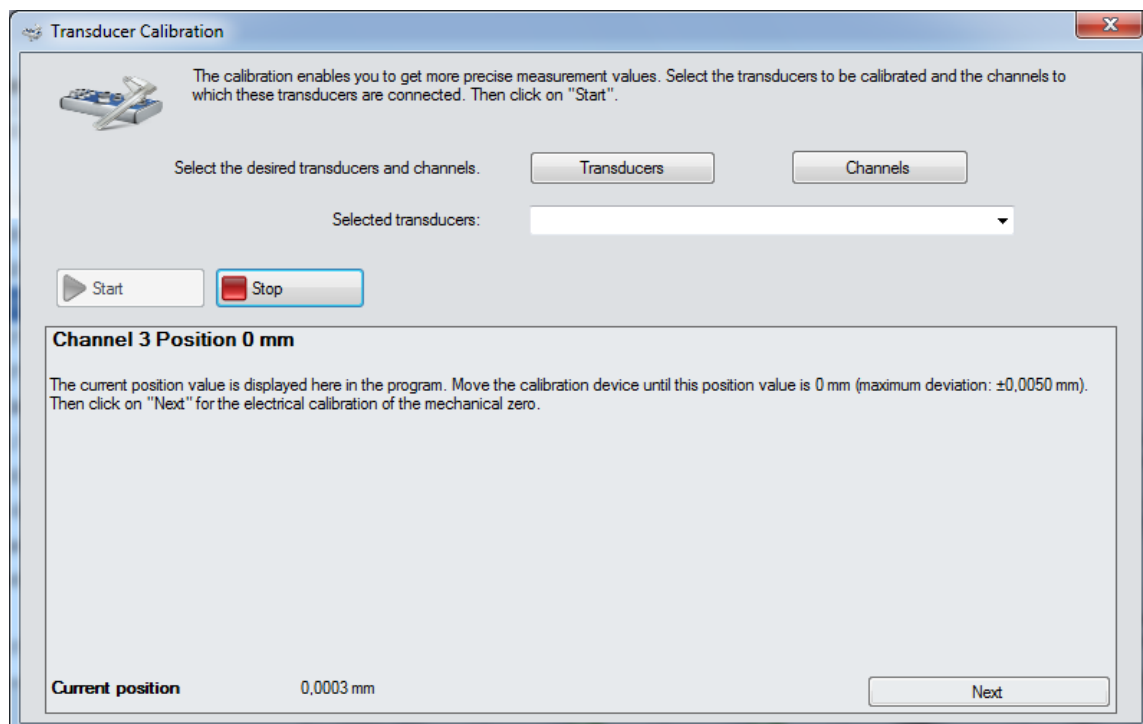 Transducer Calibration
The calibration enables you to get more precise measurement values. Select the transducers to be calibrated and the channels to
which these transducers are connected. Then click on "Start".
Select the desired transducers and channels. Transducers Channels
Selected transducers:
Start Stop
Channel 3 Position 0 mm
The current position value is displayed here in the program. Move the calibration device until this position value is 0 mm (maximum deviation: ±0,0050 mm).
Then click on "Next" for the electrical calibration of the mechanical zero.
Current position 0,0003 mm Next